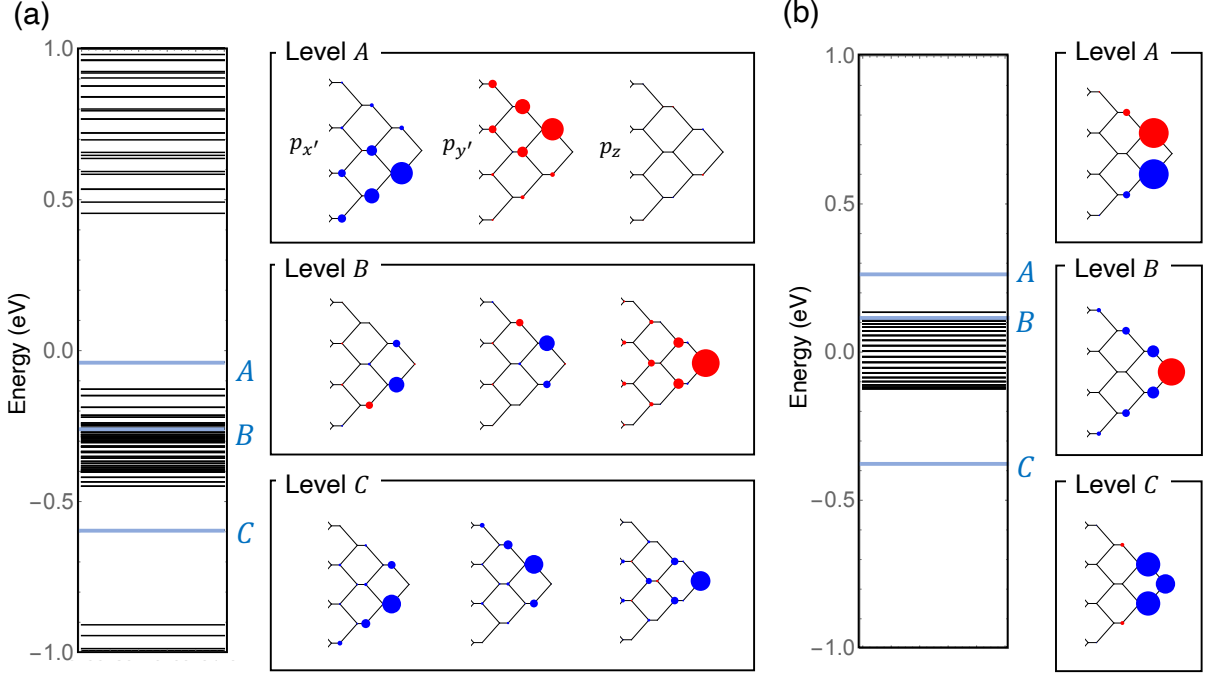 (a)
Energy (eV)
1.0
0.5
0.0
−0.5
−1.0
A
B
C
Level A
px′
py′
pz
Level B
Level C
(b)
Energy (eV)
1.0
0.5
0.0
−0.5
−1.0
A
B
C
Level A
Level B
Level C